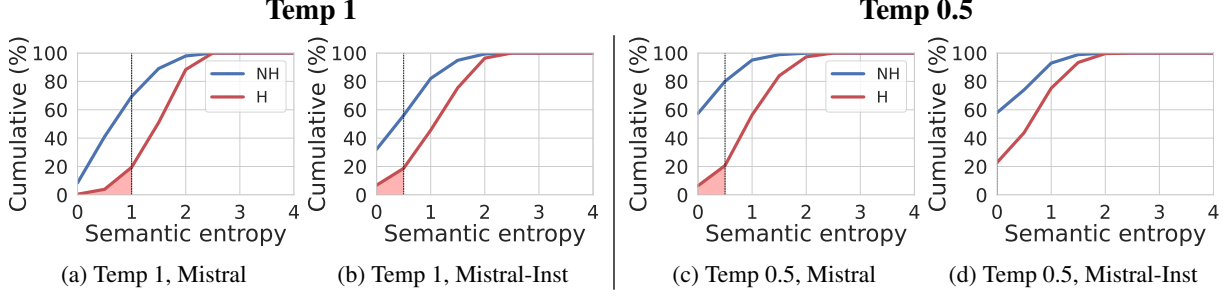 Temp 1
Temp 0.5
Cumulative (%)
100
80
60
40
20
0
NH
H
0 1 2 3 4
Semantic entropy
(a) Temp 1, Mistral
Cumulative (%)
100
80
60
40
20
0
0 1 2 3 4
Semantic entropy
(b) Temp 1, Mistral-Inst
Cumulative (%)
100
80
60
40
20
0
NH
H
0 1 2 3 4
Semantic entropy
(c) Temp 0.5, Mistral
Cumulative (%)
100
80
60
40
20
0
0 1 2 3 4
Semantic entropy
(d) Temp 0.5, Mistral-Inst